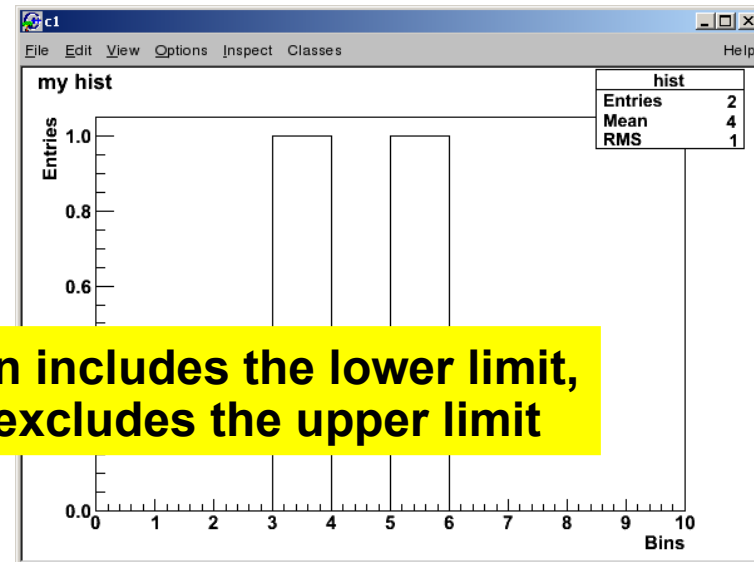 c1
File Edit View Options Inspect Classes Help
my hist
hist
Entries 2
Mean 4
RMS 1
Entries
1.0
0.8
0.6
includes the lower limit,
excludes the upper limit
0.0
0 1 2 3 4 5 6 7 8 9 10
Bins